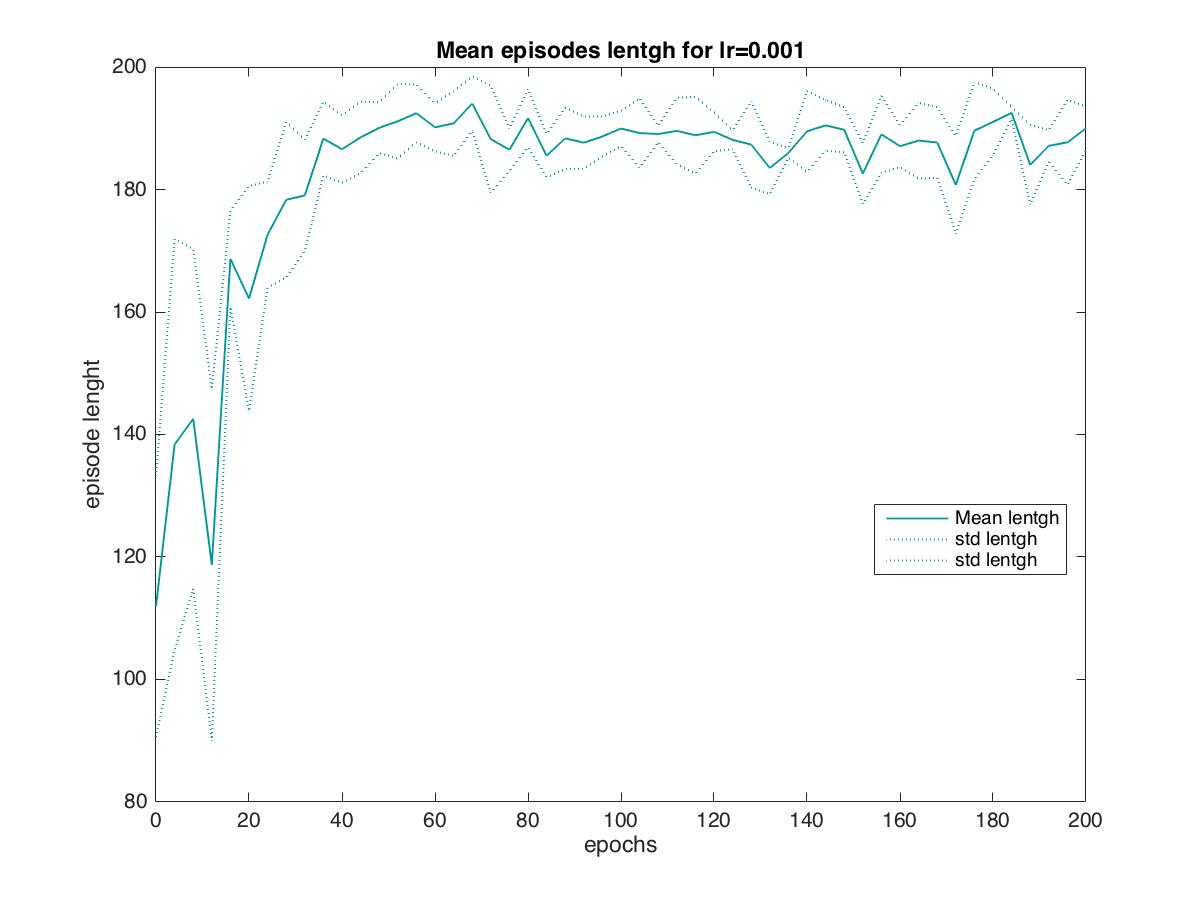 Mean episodes lentgh for lr=0.001
200
180
160
140
120
100
80
episode lenght
Mean lentgh
std lentgh
std lentgh
0 20 40 60 80 100 120 140 160 180 200
epochs